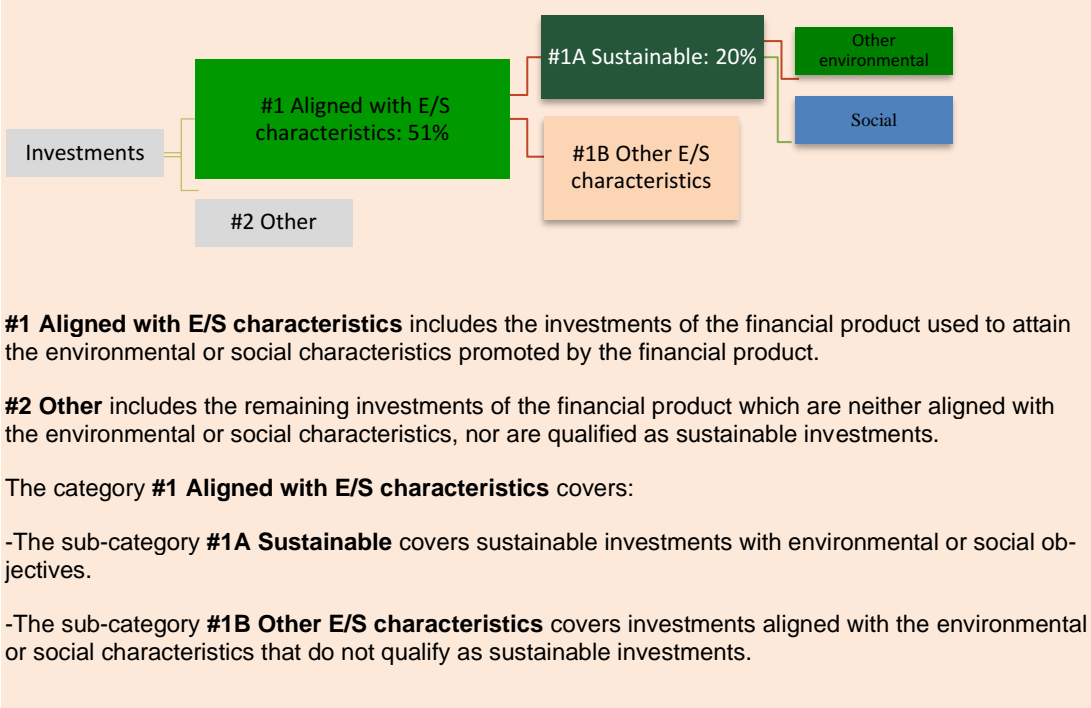 Investments
#1 Aligned with E/S
characteristics: 51%
#2 Other
#1A Sustainable: 20%
#1B Other E/S
characteristics
Other
environmental
Social
#1 Aligned with E/S characteristics includes the investments of the financial product used to attain
the environmental or social characteristics promoted by the financial product.
#2 Other includes the remaining investments of the financial product which are neither aligned with
the environmental or social characteristics, nor are qualified as sustainable investments.
The category #1 Aligned with E/S characteristics covers:
-The sub-category #1A Sustainable covers sustainable investments with environmental or social ob-
jectives.
-The sub-category #1B Other E/S characteristics covers investments aligned with the environmental
or social characteristics that do not qualify as sustainable investments.